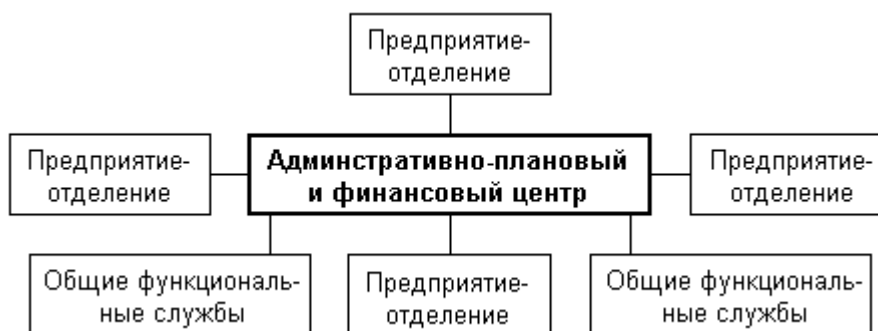 Предприятие-
отделение
Предприятие-
отделение
Админстративно-плановый
и финансовый центр
Предприятие-
отделение
Общие функциональ-
ные службы
Предприятие-
отделение
Общие функциональ-
ные службы